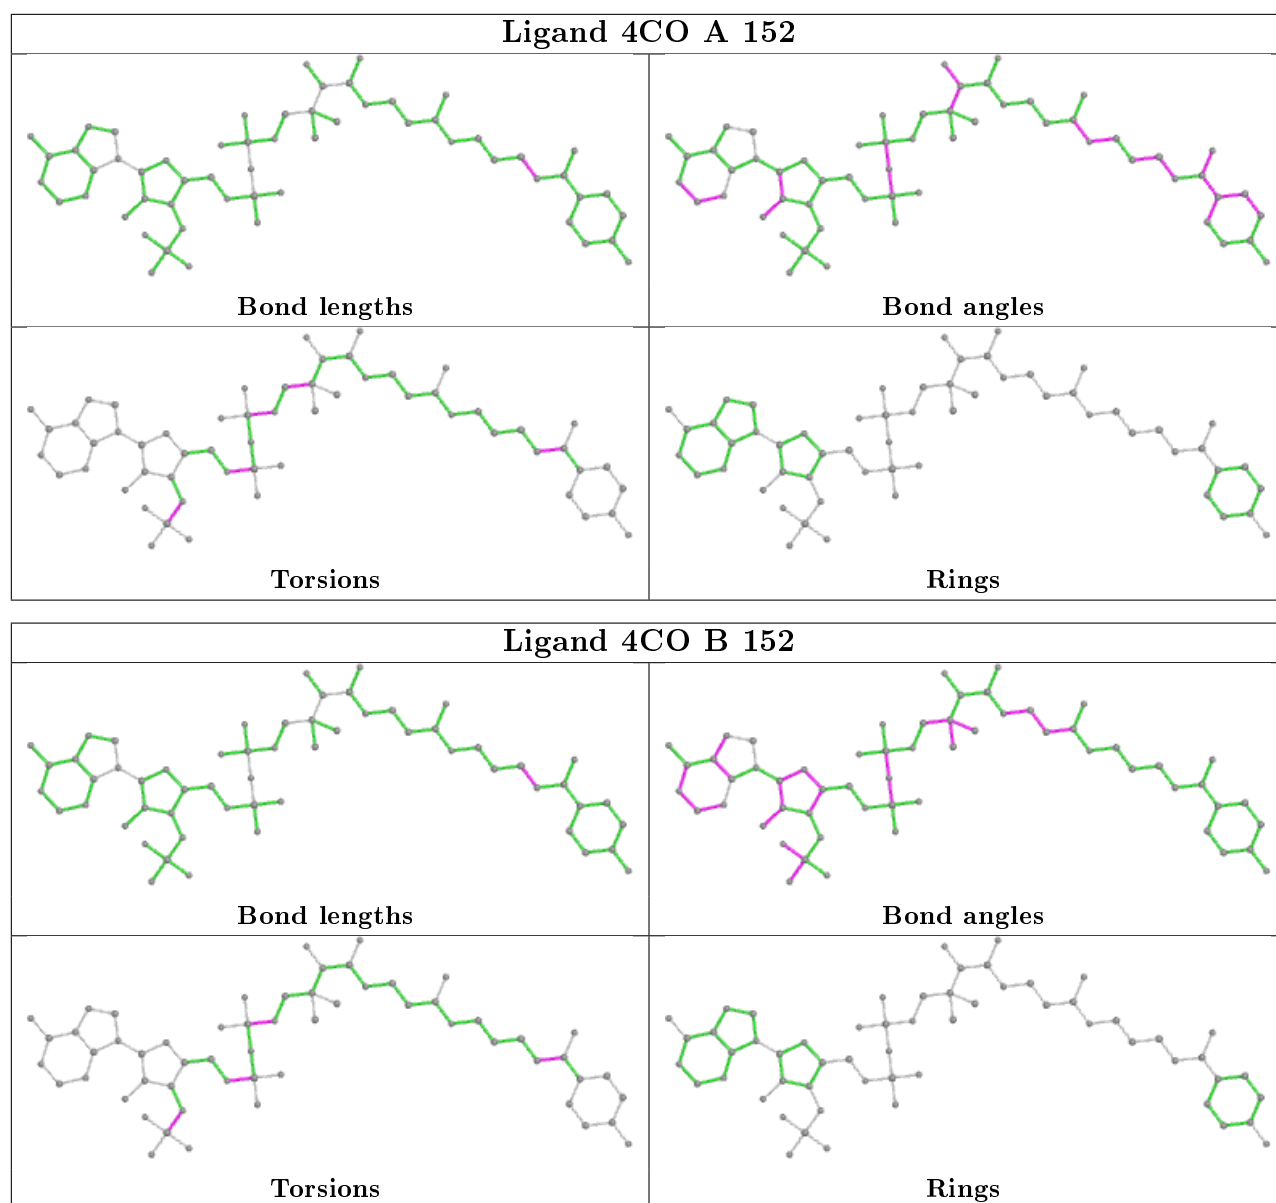 Ligand 4CO A 152
Bond lengths
Bond angles
Torsions
Rings
Ligand 4CO B 152
Bond lengths
Bond angles
Torsions
Rings